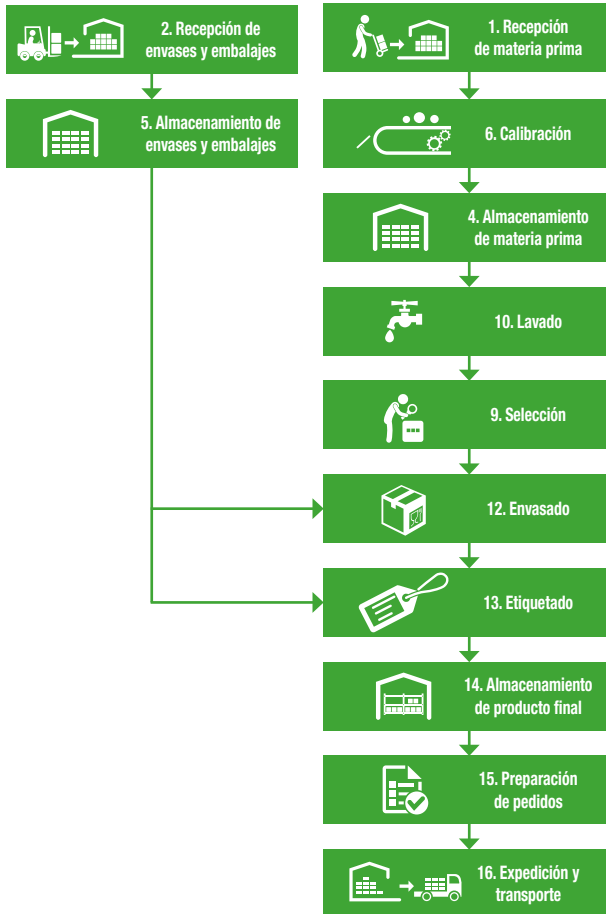 2. Recepción de
envases y embalajes
1. Recepción
de materia prima
5. Almacenamiento de
envases y embalajes
6. Calibración
4. Almacenamiento
de materia prima
10. Lavado
9. Selección
12. Envasado
13. Etiquetado
14. Almacenamiento
de producto final
15. Preparación
de pedidos
16. Expedición y
transporte